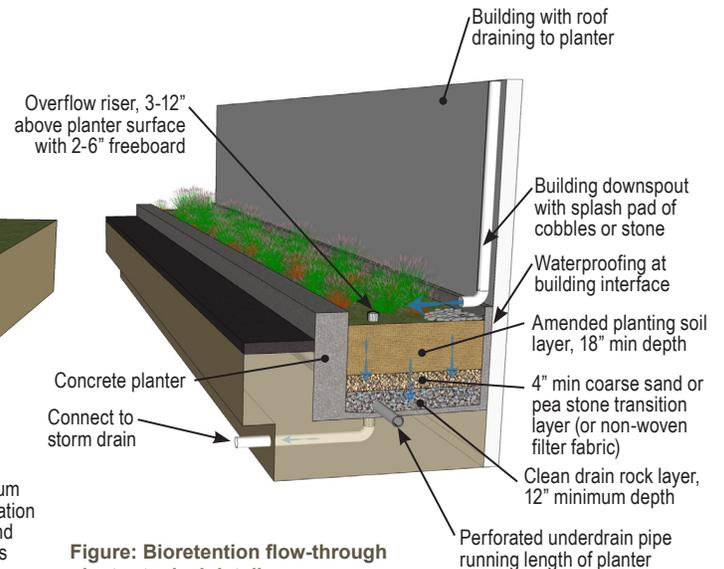 Building with roof
draining to planter
Overflow riser, 3-12”
above planter surface
with 2-6” freeboard
Building downspout
with splash pad of
cobbles or stone
Waterproofing at
building interface
Amended planting soil
layer, 18” min depth
Concrete planter
4” min coarse sand or
pea stone transition
layer (or non-woven
filter fabric)
Connect to
storm drain
Clean drain rock layer,
12” minimum depth
Perforated underdrain pipe
running length of planter
Figure: Bioretention flow-through